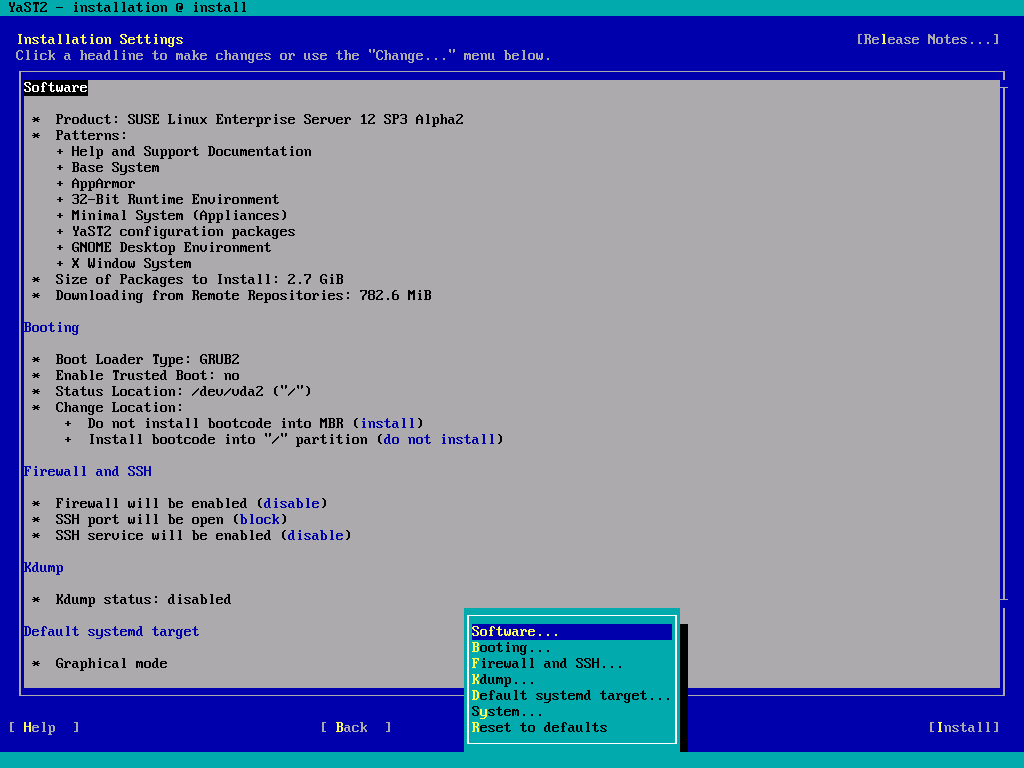 YaST2 - installation @ install
Installation Settings [Release Notes...]
Click a headline to make changes or use the "Change..." menu below.
Software
* Product: SUSE Linux Enterprise Server 12 SP3 Alpha2
* Patterns:
+ Help and Support Documentation
+ Base System
+ AppArmor
+ 32-Bit Runtime Environment
+ Minimal System (Appliances)
+ YaST2 configuration packages
+ GNOME Desktop Environment
+ X Window System
* Size of Packages to Install: 2.7 GiB
* Downloading from Remote Repositories: 782.6 MiB
Booting
* Boot Loader Type: GRUB2
* Enable Trusted Boot: no
* Status Location: /dev/vda2 ("/")
* Change Location:
+ Do not install bootcode into MBR (install)
+ Install bootcode into "/" partition (do not install)
Firewall and SSH
* Firewall will be enabled (disable)
* SSH port will be open (block)
* SSH service will be enabled (disable)
Kdump
* Kdump status: disabled
Default systemd target
* Graphical mode
Software...
Booting...
Firewall and SSH...
Kdump...
Default systemd target...
System...
Reset to defaults
[ Help ] [ Back ] [Install]